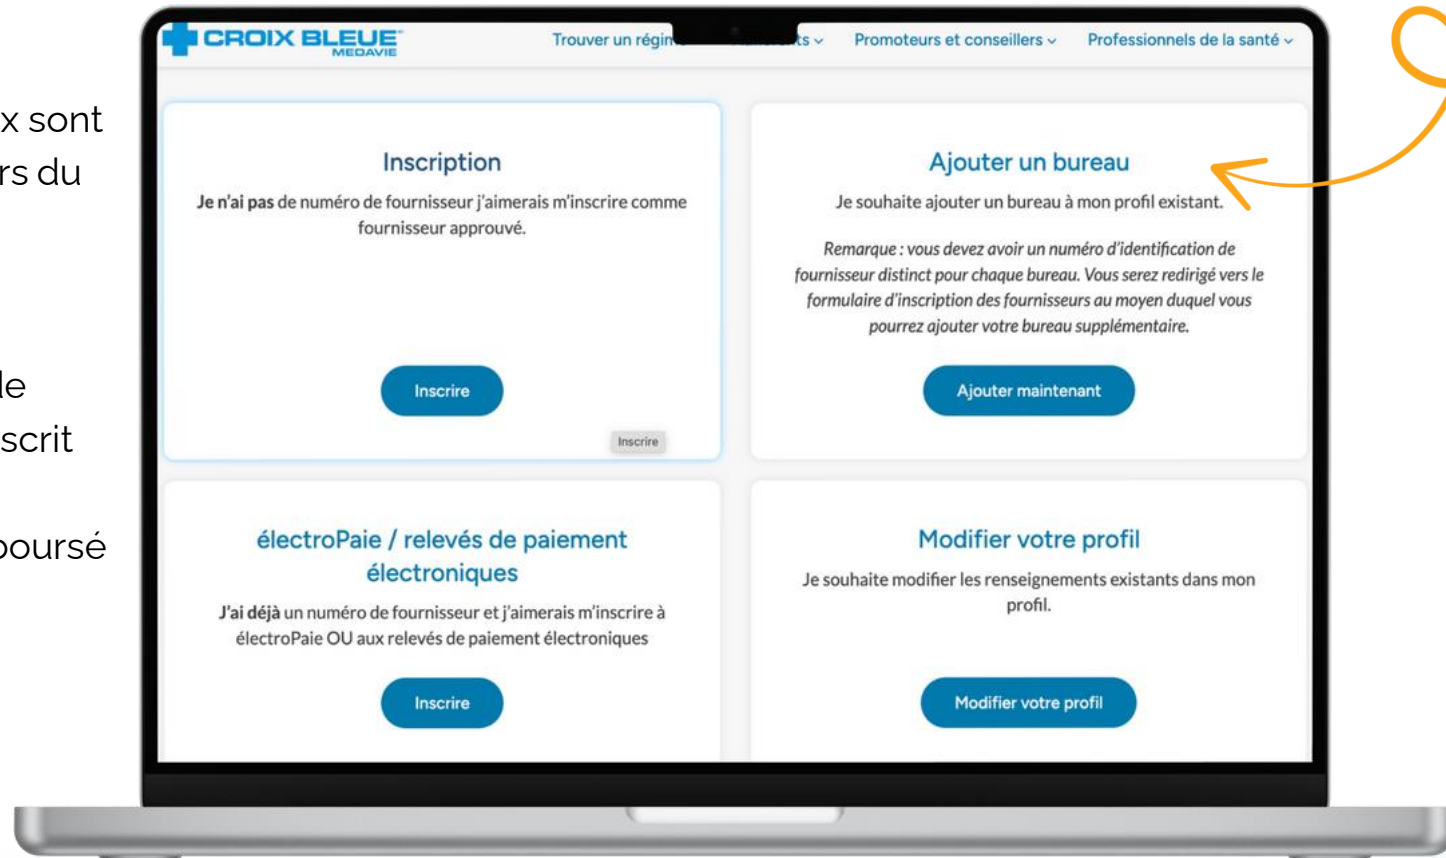 x sont
rs du
le
scrit
boursé
CROIX BLEUE
MEDAVIE
Trouver un régim
ts
Promoteurs et conseillers
Professionnels de la santé
Inscription
Je n'ai pas de numéro de fournisseur j'aimerais m'inscrire comme
fournisseur approuvé.
Inscrire
Inscrire
Ajouter un bureau
Je souhaite ajouter un bureau à mon profil existant.
Remarque : vous devez avoir un numéro d'identification de
fournisseur distinct pour chaque bureau. Vous serez redirigé vers le
formulaire d'inscription des fournisseurs au moyen duquel vous
pourrez ajouter votre bureau supplémentaire.
Ajouter maintenant
électroPaie / relevés de paiement
électroniques
J'ai déjà un numéro de fournisseur et j'aimerais m'inscrire à
électroPaie OU aux relevés de paiement électroniques
Inscrire
Modifier votre profil
Je souhaite modifier les renseignements existants dans mon
profil.
Modifier votre profil